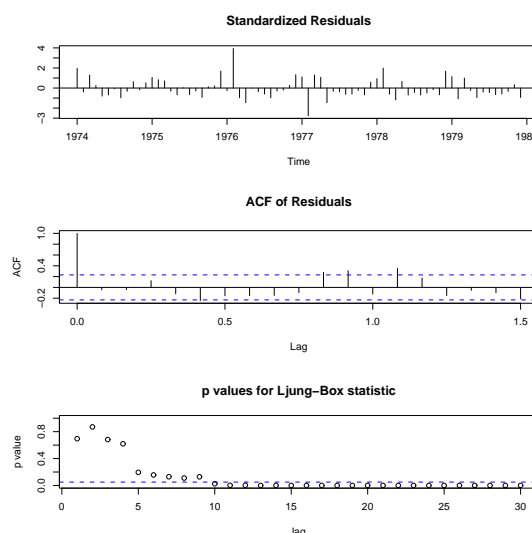 Standardized Residuals
4
2
0
−3
1974 1975 1976 1977 1978 1979 198
Time
ACF of Residuals
1.0
0.4
−0.2
ACF
0.0 0.5 1.0 1.5
Lag
p values for Ljung−Box statistic
0.8
0.4
0.0
p value
0 5 10 15 20 25 30
lag